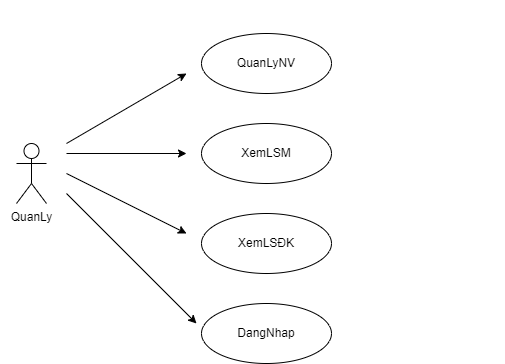 QuanLyNV
XemLSM
XemLSĐK
QuanLy
DangNhap